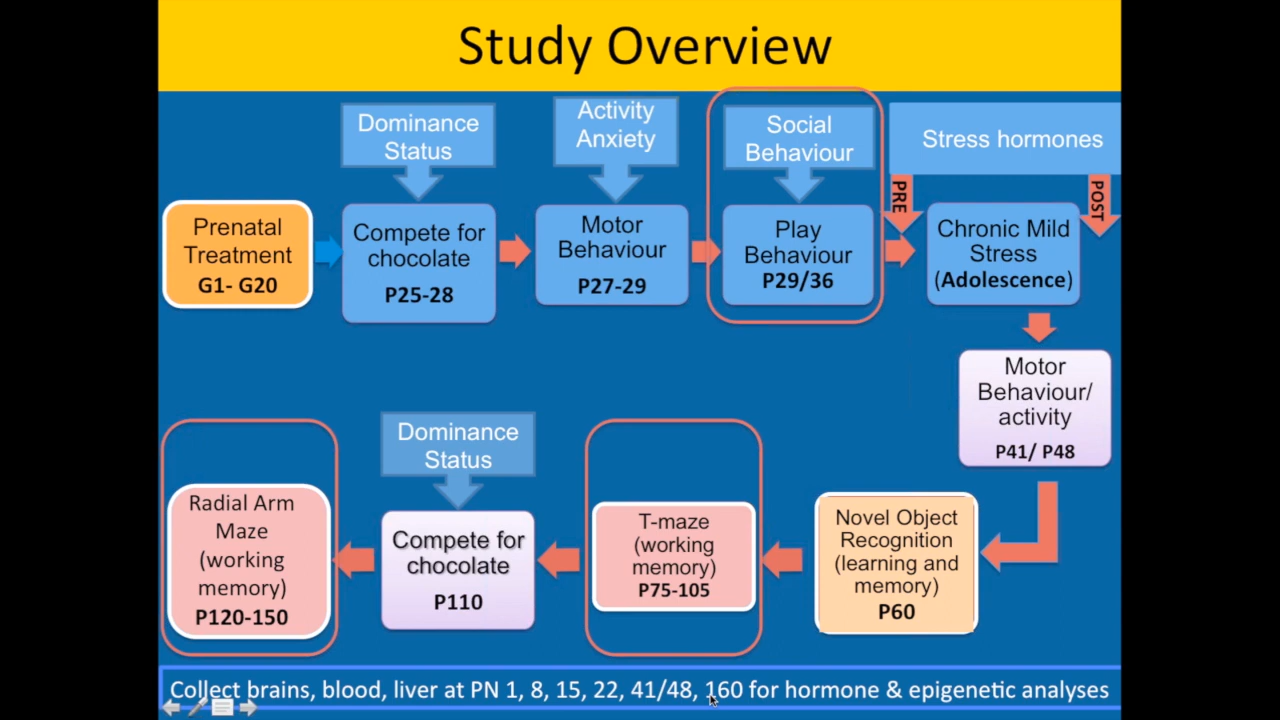 Study Overview
Dominance
Status
Activity
Anxiety
Social
Behaviour
Stress hormones
PRE
POST
Prenatal
Treatment
G1- G20
Compete for
chocolate
P25-28
Motor
Behaviour
P27-29
Play
Behaviour
P29/36
Chronic Mild
Stress
(Adolescence)
Motor
Behaviour/
activity
P41/ P48
Dominance
Status
Radial Arm
Maze
(working
memory)
P120-150
Compete for
chocolate
P110
T-maze
(working
memory)
P75-105
Novel Object
Recognition
(learning and
memory)
P60
Collect brains, blood, liver at PN 1, 8, 15, 22, 41/48, 160 for hormone & epigenetic analyses